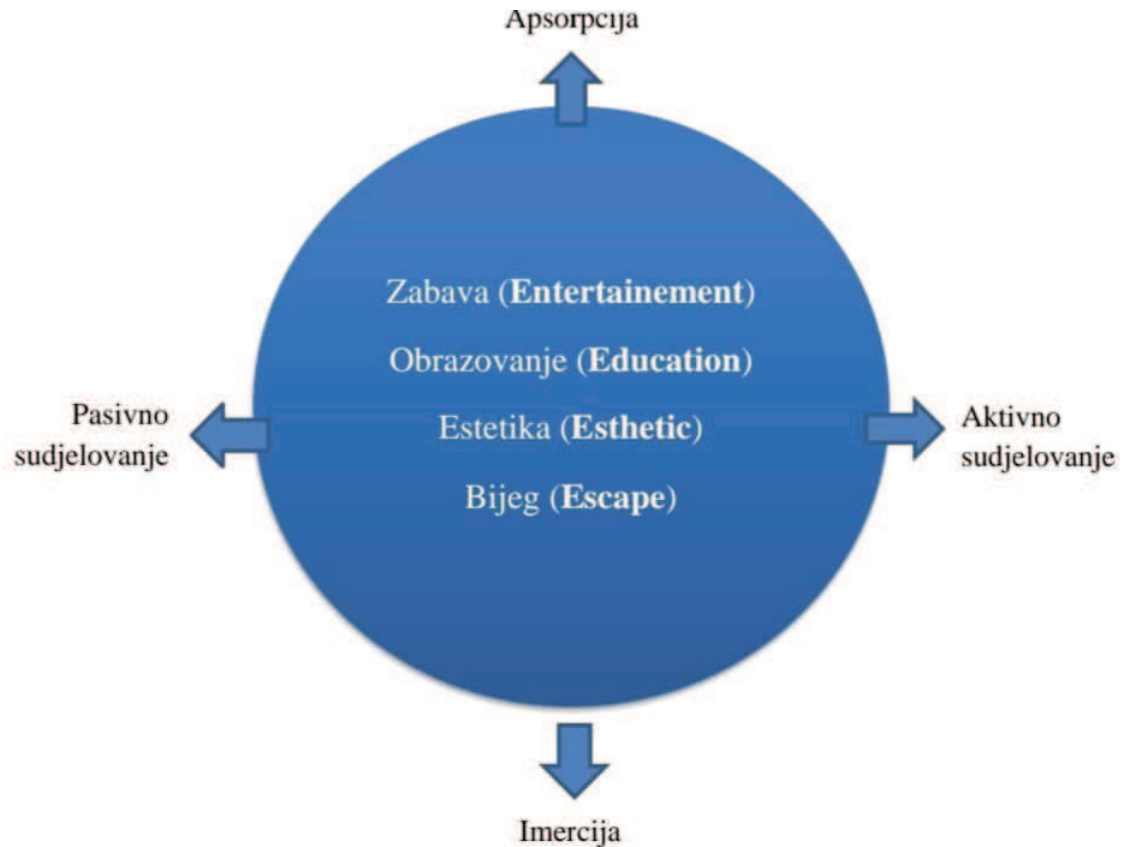 Apsorpcija
Zabava (Entertainement)
Obrazovanje (Education)
Pasivno
sudjelovanje
Estetika (Esthetic)
Aktivno
sudjelovanje
Bijeg (Escape)
Imercija